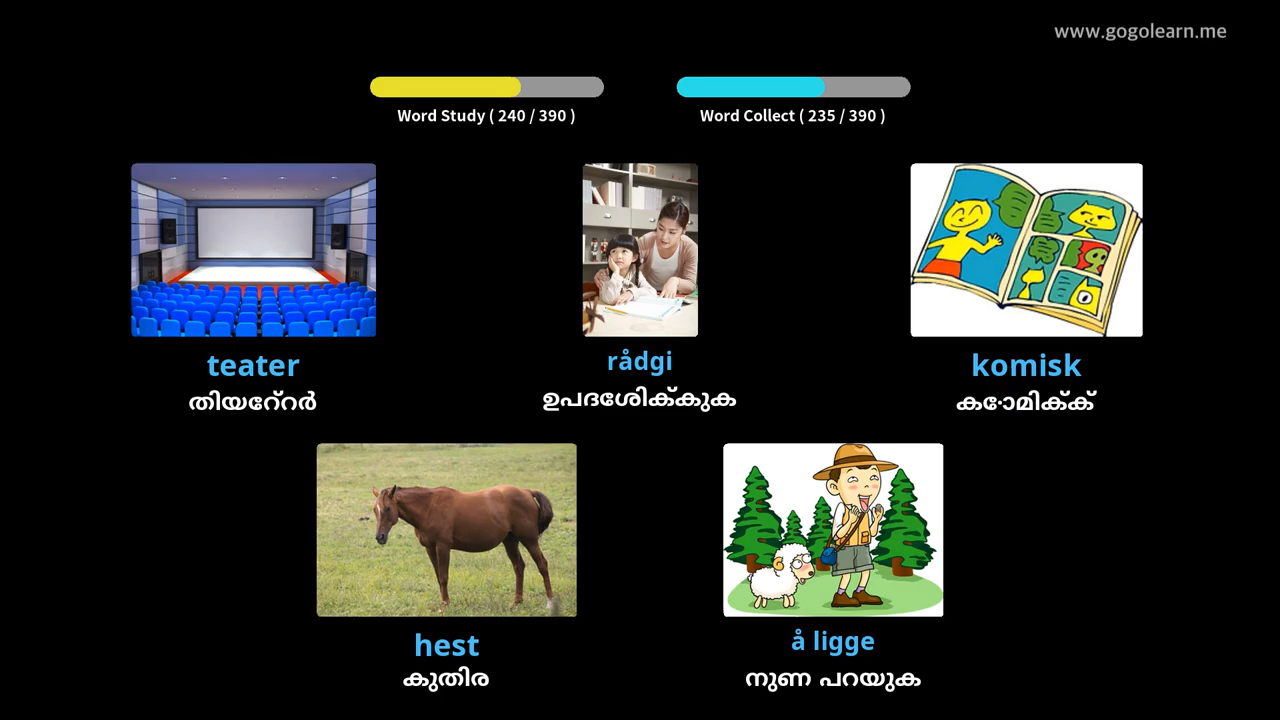 www.gogolearn.me
Word Study ( 240 / 390 )
Word Collect ( 235 / 390 )
teater
തിയറ്റേർ
rådgi
ഉപദേശിക്കുക
komisk
കോമിക്ക്
hest
കുതിര
å ligge
നുണ പറയുക